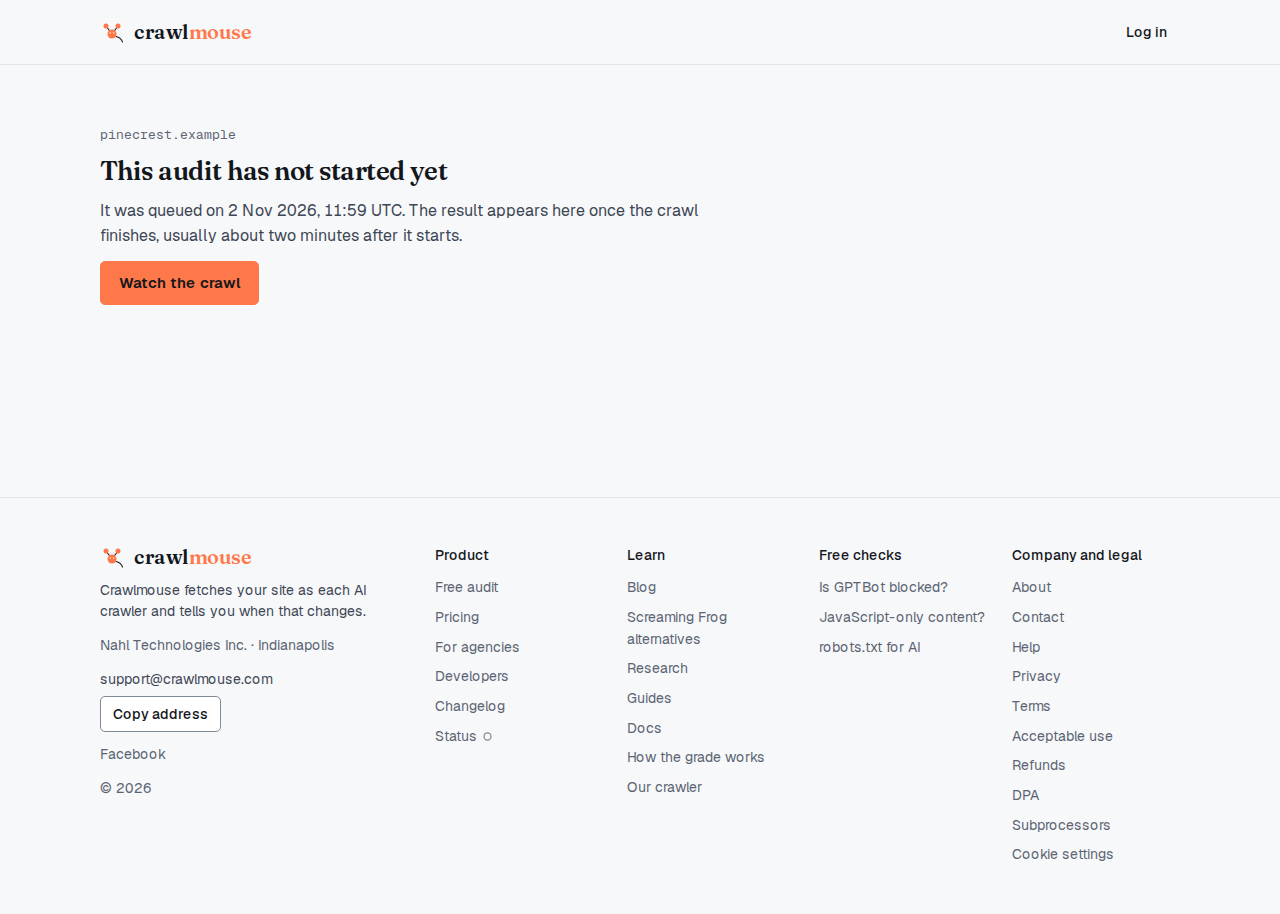 crawlmouse
Log in
pinecrest.example
This audit has not started yet
It was queued on 2 Nov 2026, 11:59 UTC. The result appears here once the crawl
finishes, usually about two minutes after it starts.
Watch the crawl
crawlmouse
Crawlmouse fetches your site as each AI
crawler and tells you when that changes.
Nahl Technologies Inc. · Indianapolis
support@crawlmouse.com
Copy address
Facebook
© 2026
Product
Free audit
Pricing
For agencies
Developers
Changelog
Status
Learn
Blog
Screaming Frog
alternatives
Research
Guides
Docs
How the grade works
Our crawler
Free checks
Is GPTBot blocked?
JavaScript-only content?
robots.txt for AI
Company and legal
About
Contact
Help
Privacy
Terms
Acceptable use
Refunds
DPA
Subprocessors
Cookie settings